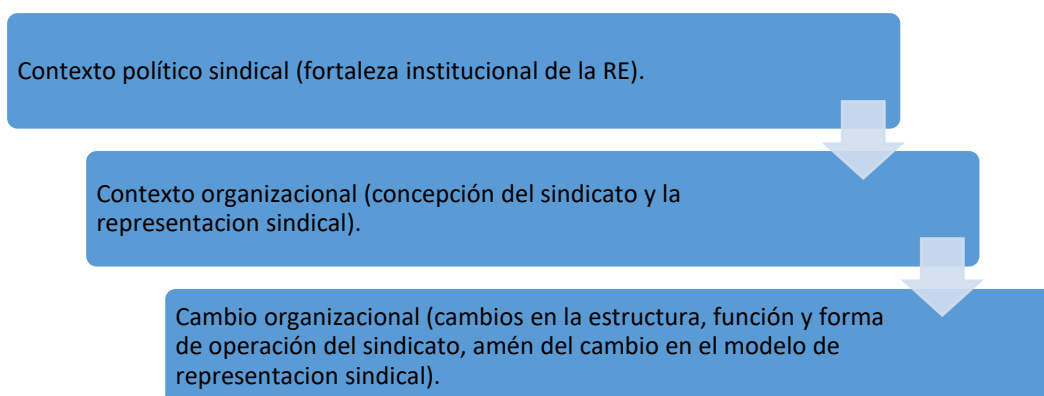 Contexto político sindical (fortaleza institucional de la RE).
Contexto organizacional (concepción del sindicato y la
representacion sindical).
Cambio organizacional (cambios en la estructura, función y forma
de operación del sindicato, amén del cambio en el modelo de
representacion sindical).